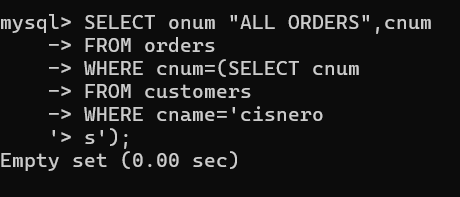 mysql> SELECT onum "ALL ORDERS",cnum
    -> FROM orders
    -> WHERE cnum=(SELECT cnum
    -> FROM customers
    -> WHERE cname='cisnero
    '> s');
Empty set (0.00 sec)